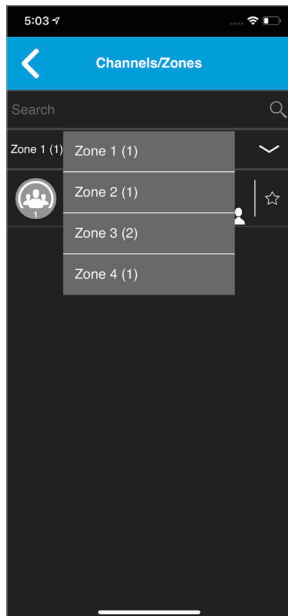 5:03
Channels/Zones
Search
Zone 1 (1)
Zone 1 (1)
Zone 2 (1)
Zone 3 (2)
Zone 4 (1)
1